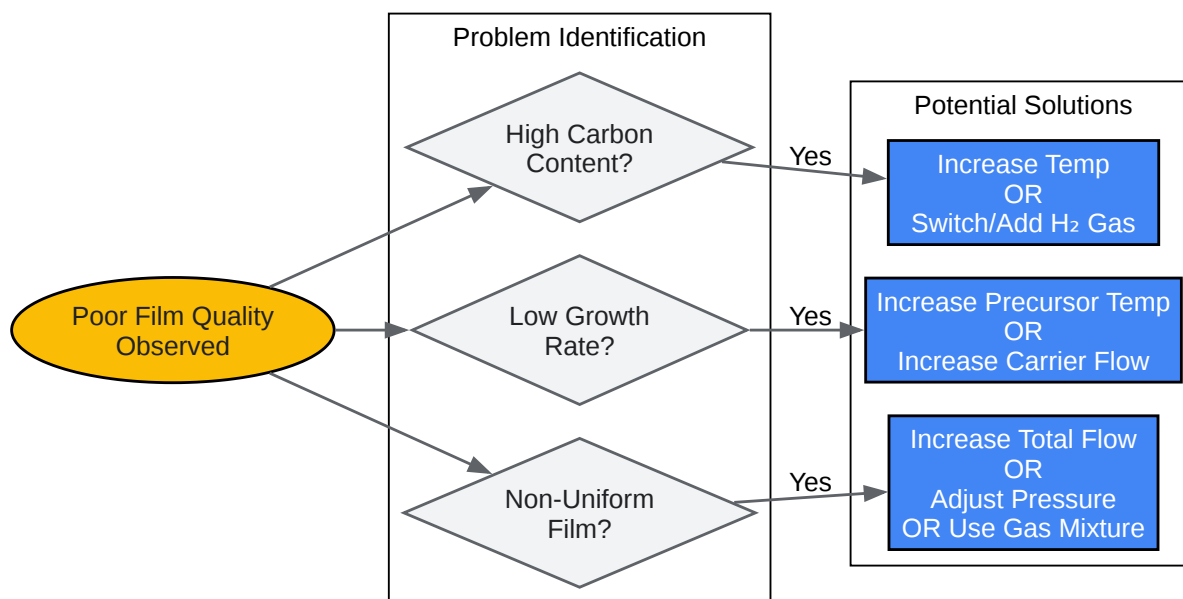 Problem Identification
Potential Solutions
Poor Film Quality
Observed
High Carbon
Content?
Yes
Increase Temp
OR
Switch/Add H₂ Gas
Low Growth
Rate?
Yes
Increase Precursor Temp
OR
Increase Carrier Flow
Non-Uniform
Film?
Yes
Increase Total Flow
OR
Adjust Pressure
OR Use Gas Mixture